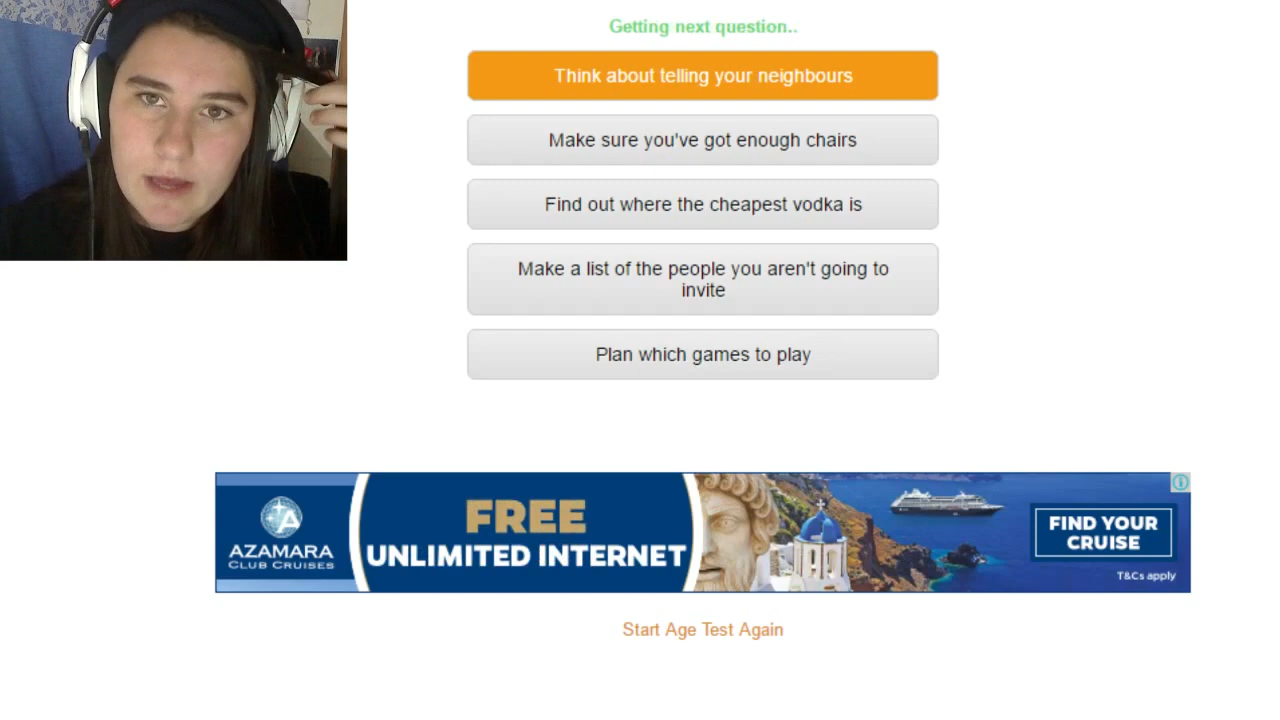 Getting next question..
Think about telling your neighbours
Make sure you've got enough chairs
Find out where the cheapest vodka is
Make a list of the people you aren't going to
invite
Plan which games to play
AZAMARA
CLUB CRUISES
FREE
UNLIMITED INTERNET
FIND YOUR
CRUISE
T&Cs apply
Start Age Test Again